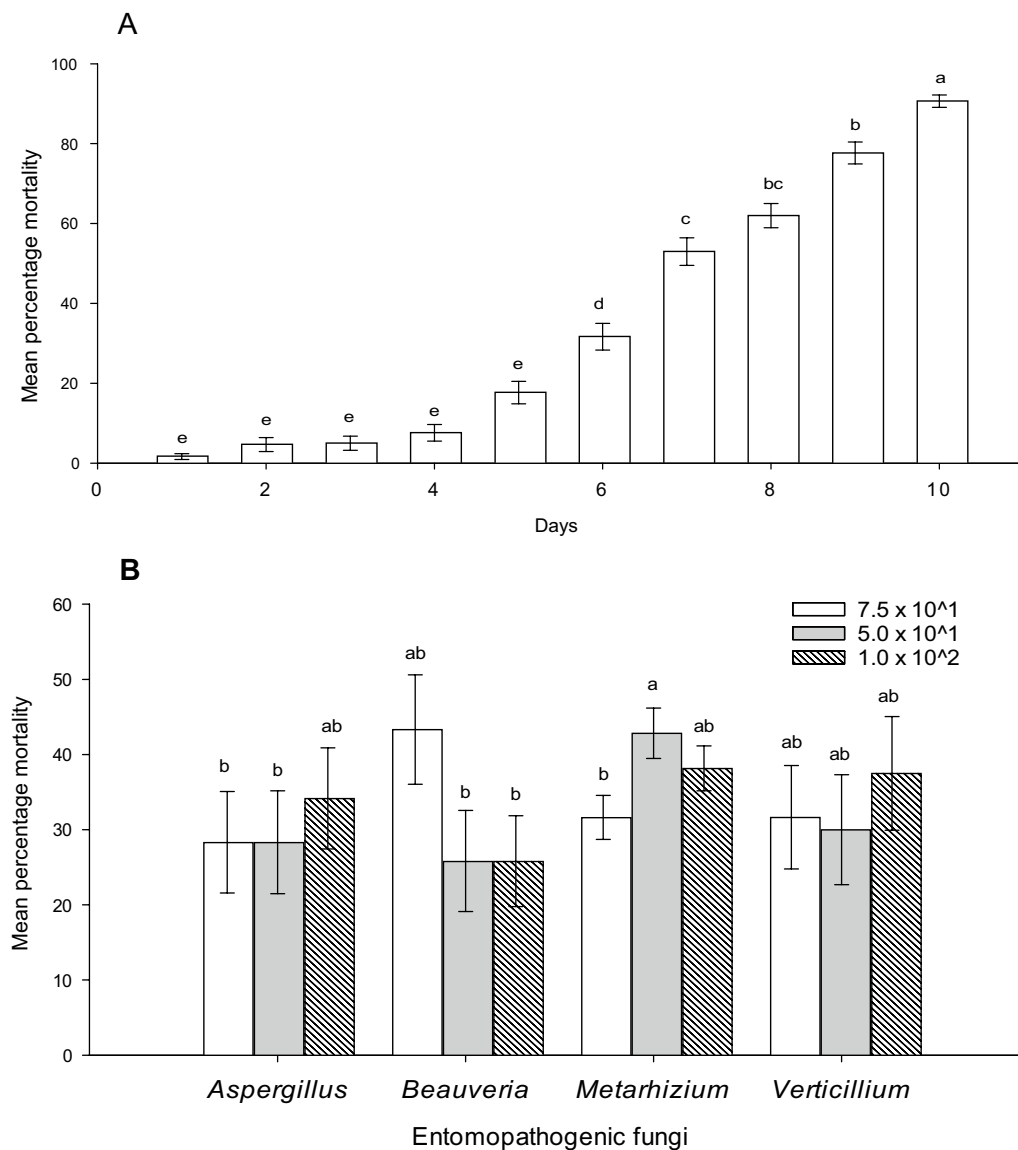 A
Mean percentage mortality
100
80
60
40
20
0
e
e
e
e
e
d
c
bc
b
a
0
2
4
6
8
10
Days
B
Mean percentage mortality
60
50
40
30
20
10
0
7.5 x 10^1
5.0 x 10^1
1.0 x 10^2
b
b
ab
ab
b
b
b
a
ab
ab
ab
ab
Aspergillus
Beauveria
Metarhizium
Verticillium
Entomopathogenic fungi